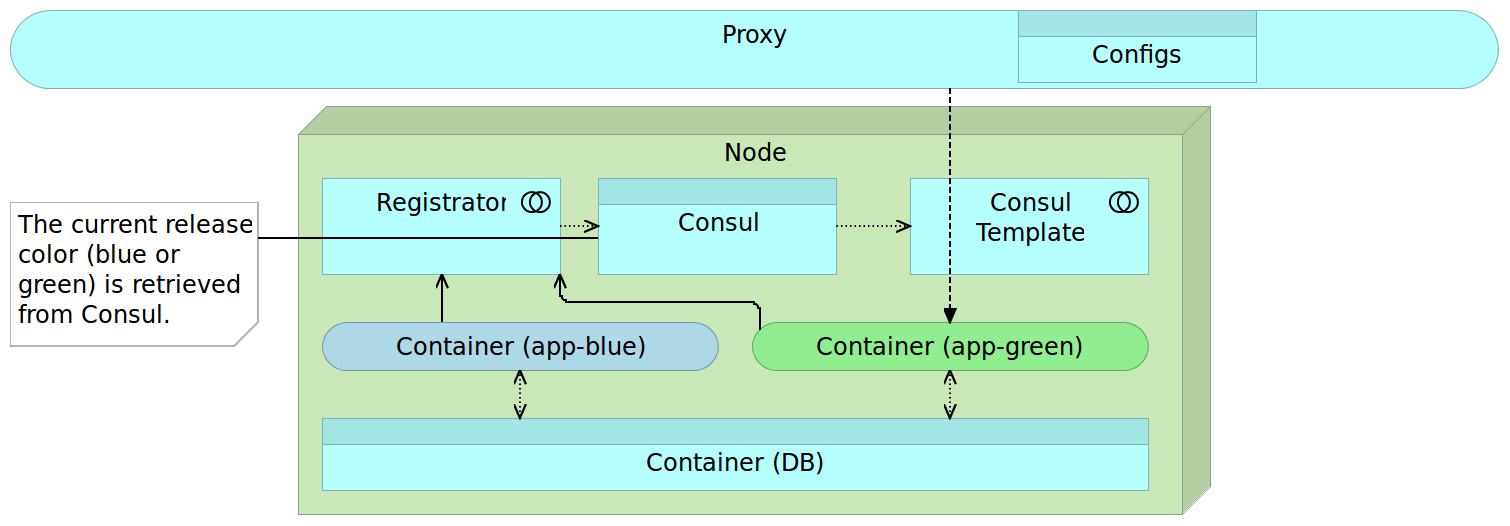 Proxy
Configs
Node
Registrator
Consul
Consul
Template
The current release
color (blue or
green) is retrieved
from Consul.
Container (app-blue)
Container (app-green)
Container (DB)